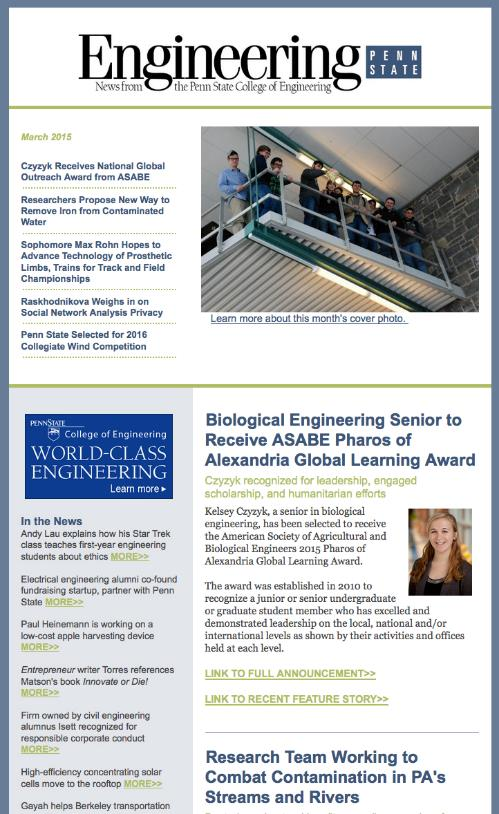 Engineering
PENN
STATE
News from the Penn State College of Engineering
March 2015
Czyzyk Receives National Global
Outreach Award from ASABE
Researchers Propose New Way to
Remove Iron from Contaminated
Water
Sophomore Max Rohn Hopes to
Advance Technology of Prosthetic
Limbs, Trains for Track and Field
Championships
Raskhodnikova Weighs in on
Social Network Analysis Privacy
Penn State Selected for 2016
Collegiate Wind Competition
Learn more about this month's cover photo.
PENNSTATE
College of Engineering
WORLD-CLASS
ENGINEERING
Learn more
In the News
Andy Lau explains how his Star Trek
class teaches first-year engineering
students about ethics MORE>>
Electrical engineering alumni co-found
fundraising startup, partner with Penn
State MORE>>
Paul Heinemann is working on a
low-cost apple harvesting device
MORE>>
Entrepreneur writer Torres references
Matson's book Innovate or Die!
MORE>>
Firm owned by civil engineering
alumnus Isett recognized for
responsible corporate conduct
MORE>>
High-efficiency concentrating solar
cells move to the rooftop MORE>>
Gayah helps Berkeley transportation
Biological Engineering Senior to
Receive ASABE Pharos of
Alexandria Global Learning Award
Czyzyk recognized for leadership, engaged
scholarship, and humanitarian efforts
Kelsey Czyzyk, a senior in biological
engineering, has been selected to receive
the American Society of Agricultural and
Biological Engineers 2015 Pharos of
Alexandria Global Learning Award.
The award was established in 2010 to
recognize a junior or senior undergraduate
or graduate student member who has excelled and
demonstrated leadership on the local, national and/or
international levels as shown by their activities and offices
held at each level.
LINK TO FULL ANNOUNCEMENT>>
LINK TO RECENT FEATURE STORY>>
Research Team Working to
Combat Contamination in PA's
Streams and Rivers